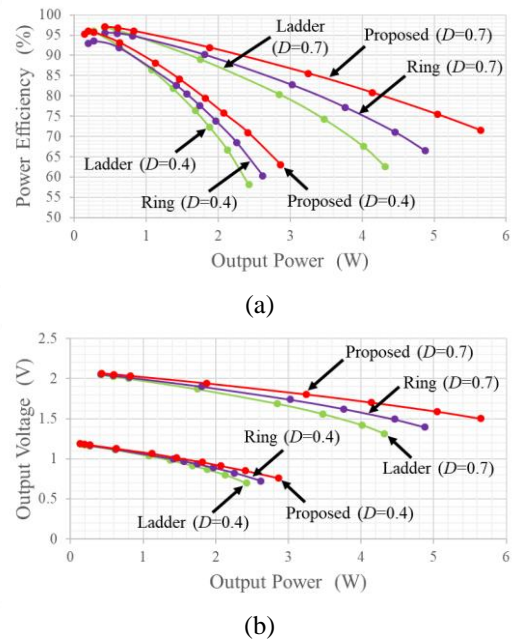 100
95
90
85
80
75
70
65
60
55
50
Power Efficiency (%)
Ladder
(D=0.7)
Proposed (D=0.7)
Ring (D=0.7)
Ladder (D=0.4)
Ring (D=0.4)
Proposed (D=0.4)
0 1 2 3 4 5 6
Output Power (W)
(a)
2.5
2
1.5
1
0.5
0
Output Voltage (V)
Proposed (D=0.7)
Ring (D=0.7)
Ring (D=0.4)
Ladder (D=0.7)
Ladder (D=0.4)
Proposed (D=0.4)
0 1 2 3 4 5 6
Output Power (W)
(b)